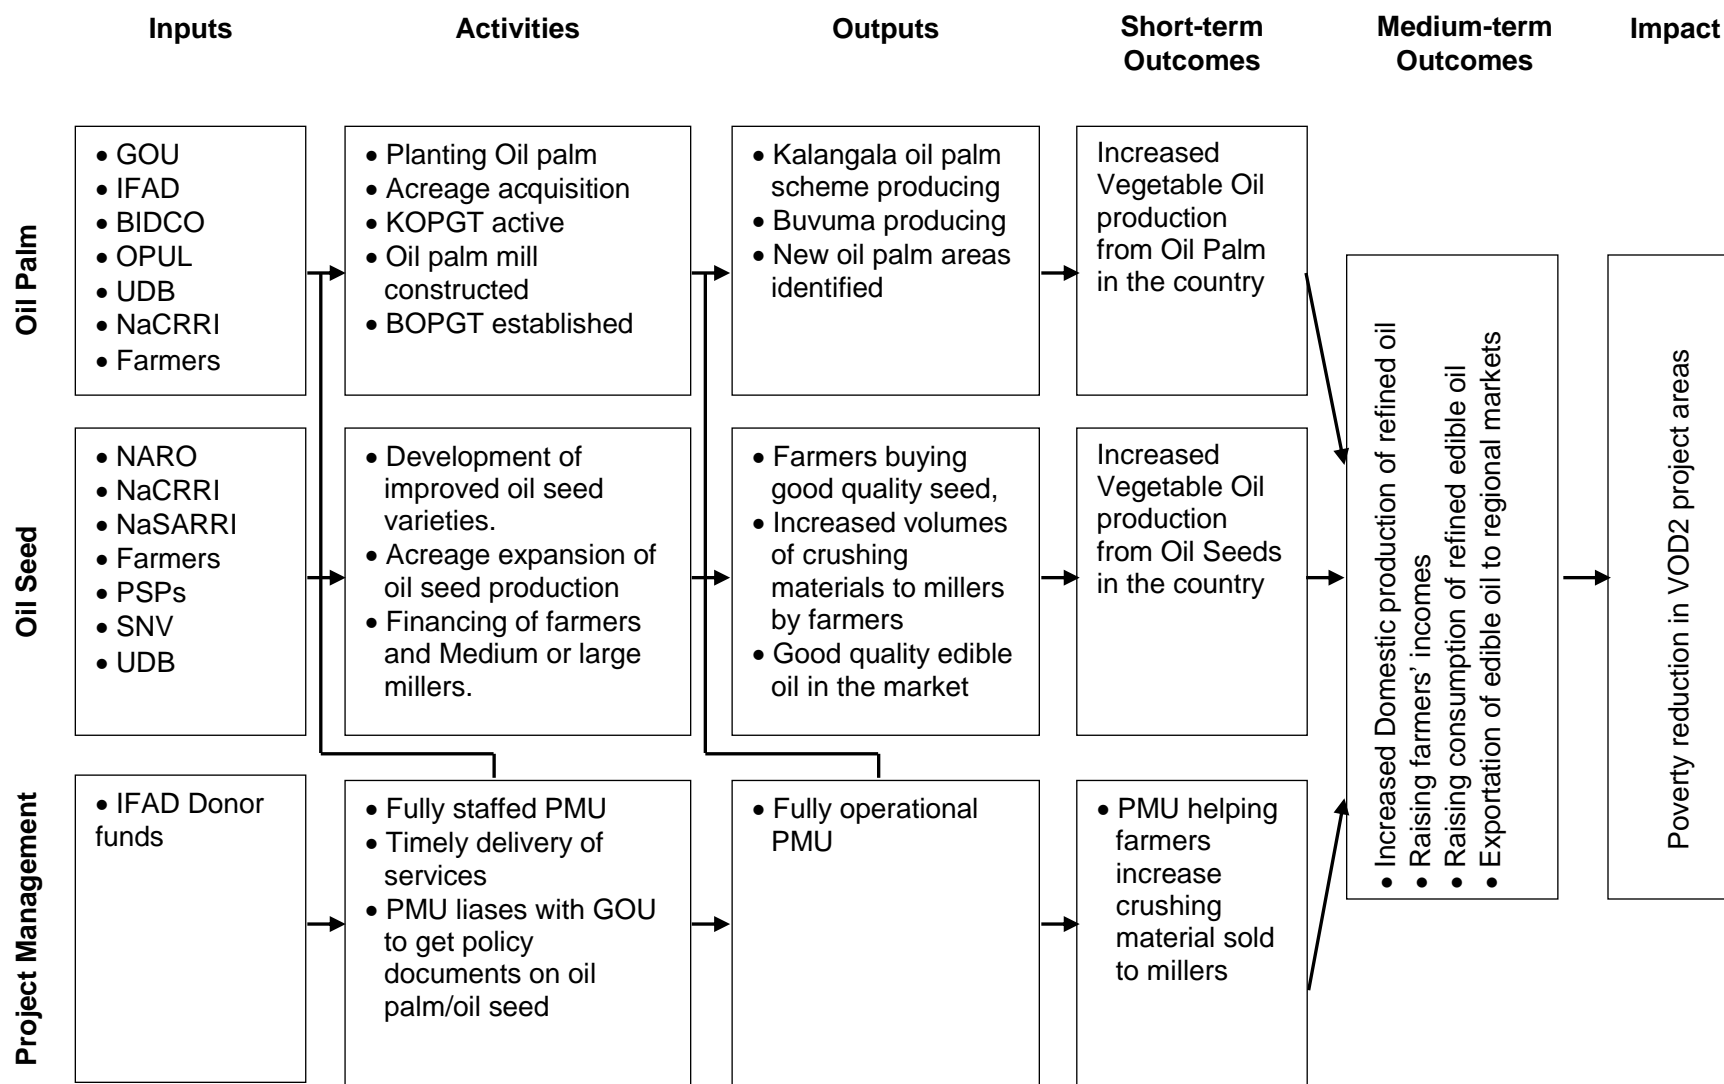 Inputs
Activities
Outputs
Short-term
Outcomes
Medium-term
Outcomes
Impact
Oil Palm
• GOU
• IFAD
• BIDCO
• OPUL
• UDB
• NaCRRI
• Farmers
• Planting Oil palm
• Acreage acquisition
• KOPGT active
• Oil palm mill
constructed
• BOPGT established
• Kalangala oil palm
scheme producing
• Buvuma producing
• New oil palm areas
identified
Increased
Vegetable Oil
production
from Oil Palm
in the country
Oil Seed
• NARO
• NaCRRI
• NaSARRI
• Farmers
• PSPs
• SNV
• UDB
• Development of
improved oil seed
varieties.
• Acreage expansion of
oil seed production
• Financing of farmers
and Medium or large
millers.
• Farmers buying
good quality seed,
• Increased volumes
of crushing
materials to millers
by farmers
• Good quality edible
oil in the market
Increased
Vegetable Oil
production
from Oil Seeds
in the country
Project Management
• IFAD Donor
funds
• Fully staffed PMU
• Timely delivery of
services
• PMU liases with GOU
to get policy
documents on oil
palm/oil seed
• Fully operational
PMU
• PMU helping
farmers
increase
crushing
material sold
to millers
• Increased Domestic production of refined oil
• Raising farmers’ incomes
• Raising consumption of refined edible oil
• Exportation of edible oil to regional markets
Poverty reduction in VOD2 project areas